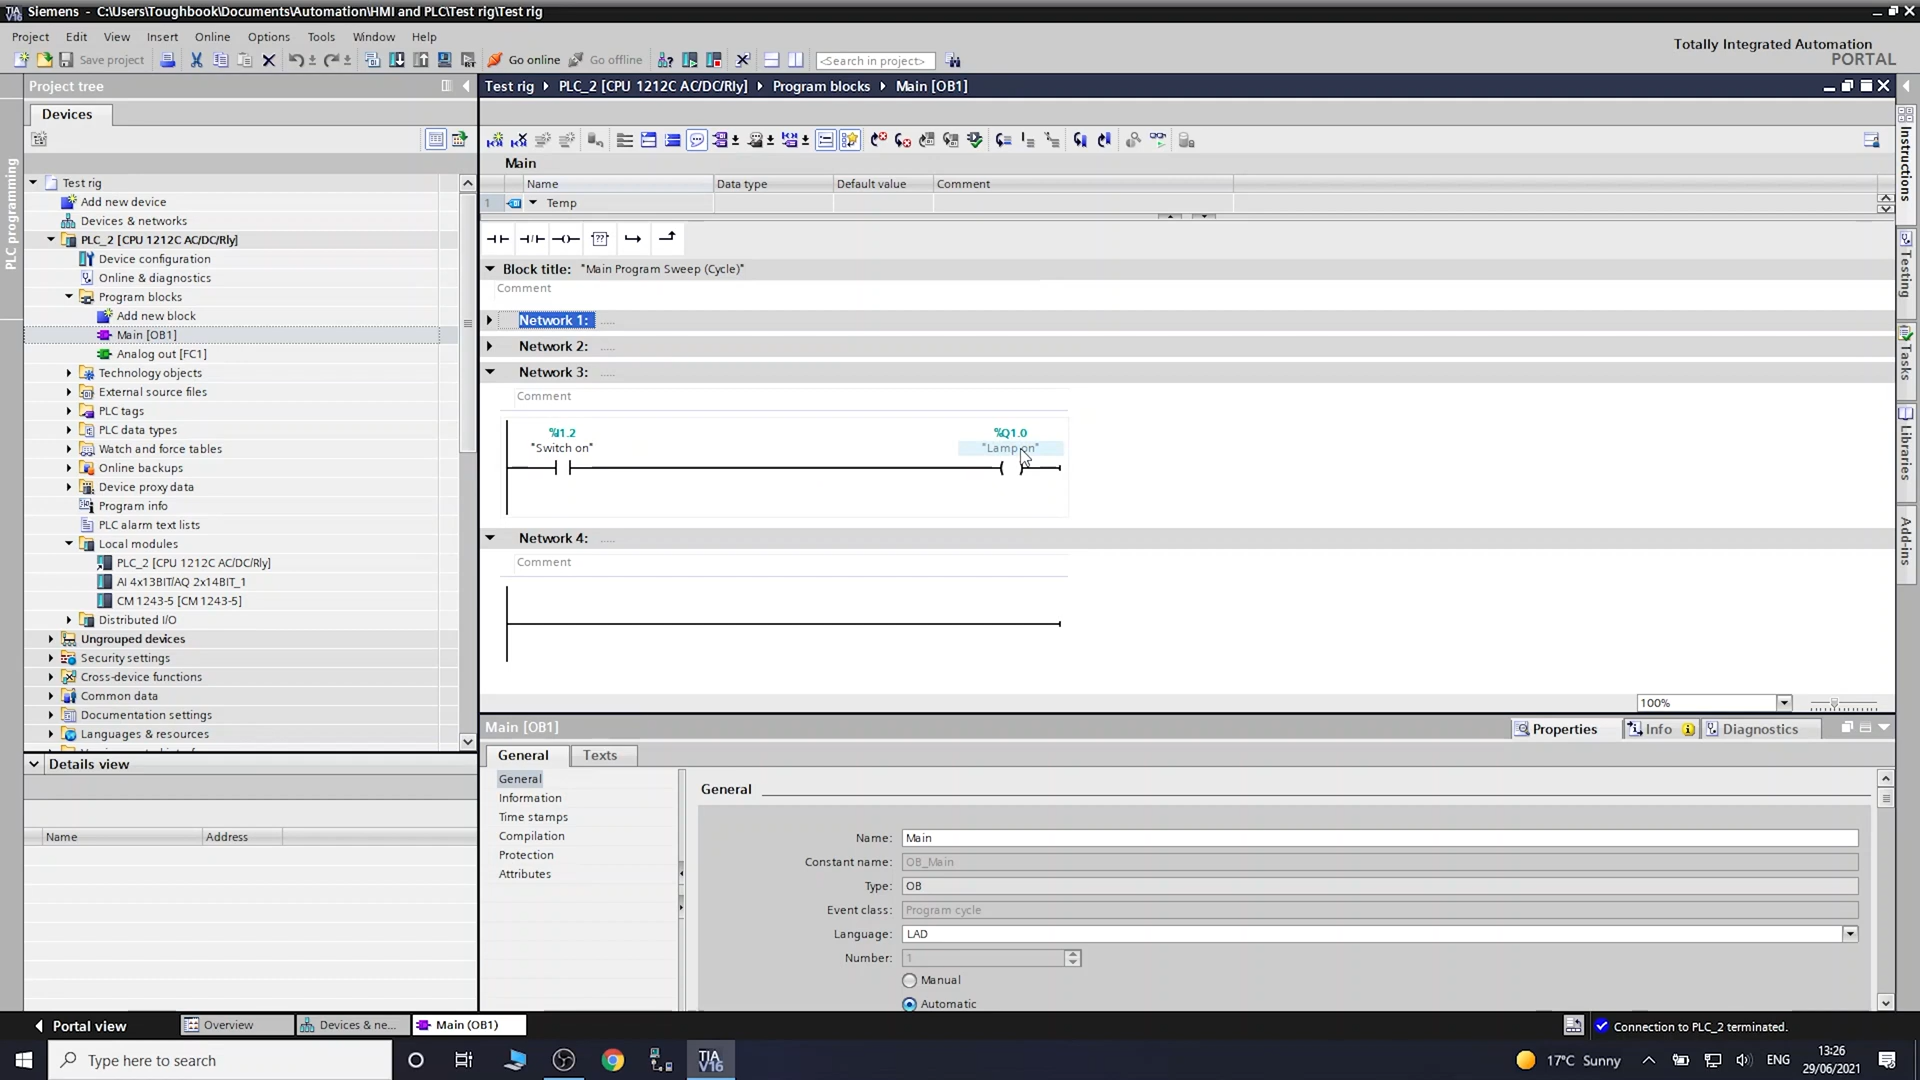 Siemens - C:\Users\Toughbook\Documents\Automation\HMI and PLC\Test rig\Test rig
Project Edit View Insert Online Options Tools Window Help
Totally Integrated Automation
PORTAL
Save project
Go online
Go offline
<Search in project>
Project tree
Devices
PLC programming
Test rig
Add new device
Devices & networks
PLC_2 [CPU 1212C AC/DC/Rly]
Device configuration
Online & diagnostics
Program blocks
Add new block
Main [OB1]
Analog out [FC1]
Technology objects
External source files
PLC tags
PLC data types
Watch and force tables
Online backups
Device proxy data
Program info
PLC alarm text lists
Local modules
PLC_2 [CPU 1212C AC/DC/Rly]
AI 4x13BIT/AQ 2x14BIT_1
CM 1243-5 [CM 1243-5]
Distributed I/O
Ungrouped devices
Security settings
Cross-device functions
Common data
Documentation settings
Languages & resources
Details view
Name Address
Test rig PLC_2 [CPU 1212C AC/DC/Rly] Program blocks Main [OB1]
Main
Name Data type Default value Comment
1 Temp
??
Block title: "Main Program Sweep (Cycle)"
Comment
Network 1: .....
Network 2: .....
Network 3: .....
Comment
%I1.2
"Switch on"
%Q1.0
"Lamp on"
Network 4: .....
Comment
100%
Main [OB1]
Properties Info Diagnostics
General Texts
General
Information
Time stamps
Compilation
Protection
Attributes
General
Name: Main
Constant name: OB_Main
Type: OB
Event class: Program cycle
Language: LAD
Number: 1
Manual
Automatic
Instructions
Testing
Tasks
Libraries
Add-ins
Portal view
Overview
Devices & ne...
Main (OB1)
Connection to PLC_2 terminated.
Type here to search
TIA
V16
17°C Sunny
ENG
13:26
29/06/2021